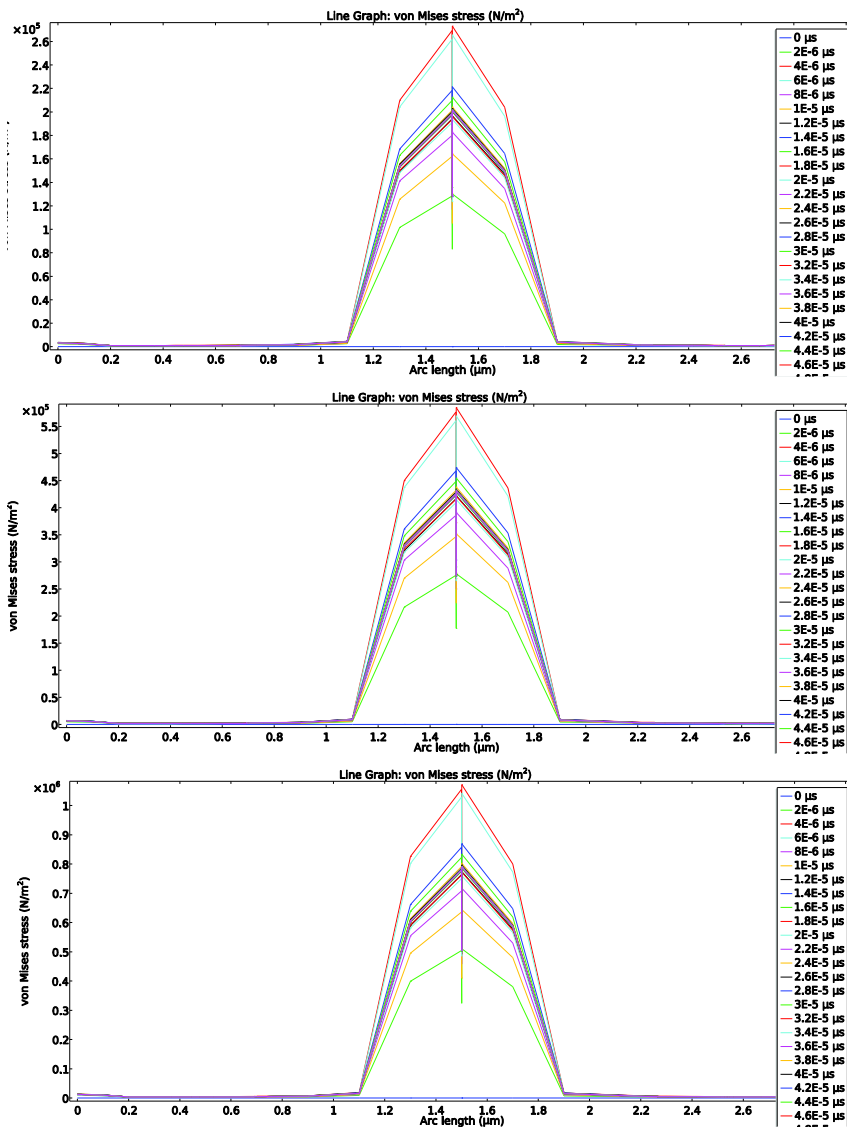 Line Graph: von Mises stress (N/m²)
×10⁵
2.6
2.4
2.2
2
1.8
1.6
1.4
1.2
1
0.8
0.6
0.4
0.2
0
0 0.2 0.4 0.6 0.8 1 1.2 1.4 1.6 1.8 2 2.2 2.4 2.6
Arc length (µm)
0 µs
2E-6 µs
4E-6 µs
6E-6 µs
8E-6 µs
1E-5 µs
1.2E-5 µs
1.4E-5 µs
1.6E-5 µs
1.8E-5 µs
2E-5 µs
2.2E-5 µs
2.4E-5 µs
2.6E-5 µs
2.8E-5 µs
3E-5 µs
3.2E-5 µs
3.4E-5 µs
3.6E-5 µs
3.8E-5 µs
4E-5 µs
4.2E-5 µs
4.4E-5 µs
4.6E-5 µs
Line Graph: von Mises stress (N/m²)
×10⁵
5.5
5
4.5
4
3.5
3
2.5
2
1.5
1
0.5
0
von Mises stress (N/m²)
0 0.2 0.4 0.6 0.8 1 1.2 1.4 1.6 1.8 2 2.2 2.4 2.6
Arc length (µm)
0 µs
2E-6 µs
4E-6 µs
6E-6 µs
8E-6 µs
1E-5 µs
1.2E-5 µs
1.4E-5 µs
1.6E-5 µs
1.8E-5 µs
2E-5 µs
2.2E-5 µs
2.4E-5 µs
2.6E-5 µs
2.8E-5 µs
3E-5 µs
3.2E-5 µs
3.4E-5 µs
3.6E-5 µs
3.8E-5 µs
4E-5 µs
4.2E-5 µs
4.4E-5 µs
4.6E-5 µs
Line Graph: von Mises stress (N/m²)
×10⁶
1
0.9
0.8
0.7
0.6
0.5
0.4
0.3
0.2
0.1
0
von Mises stress (N/m²)
0 0.2 0.4 0.6 0.8 1 1.2 1.4 1.6 1.8 2 2.2 2.4 2.6
Arc length (µm)
0 µs
2E-6 µs
4E-6 µs
6E-6 µs
8E-6 µs
1E-5 µs
1.2E-5 µs
1.4E-5 µs
1.6E-5 µs
1.8E-5 µs
2E-5 µs
2.2E-5 µs
2.4E-5 µs
2.6E-5 µs
2.8E-5 µs
3E-5 µs
3.2E-5 µs
3.4E-5 µs
3.6E-5 µs
3.8E-5 µs
4E-5 µs
4.2E-5 µs
4.4E-5 µs
4.6E-5 µs